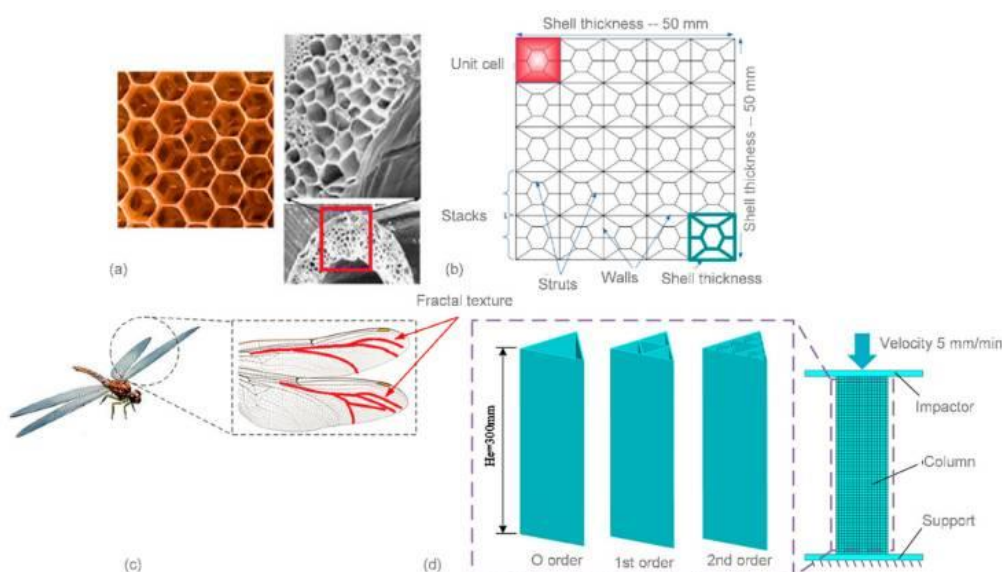 Shell thickness -- 50 mm
Unit cell
Shell thickness -- 50 mm
Stacks
(a)
(b)
Struts
Walls
Shell thickness
Fractal texture
Velocity 5 mm/min
Impactor
He=300mm
Column
Support
(c)
(d)
O order
1st order
2nd order